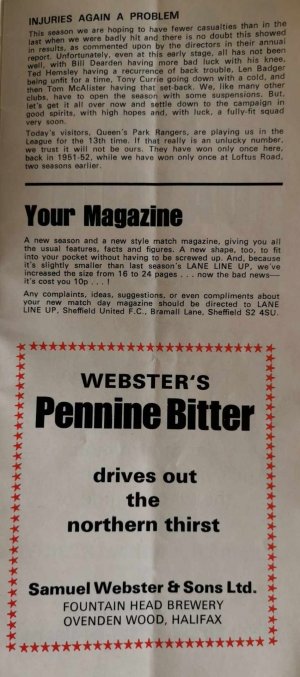 INJURIES AGAIN A PROBLEM
This season we are hoping to have fewer casualties than in the
last when we were badly hit and there is no doubt this showed
in results, as commented upon by the directors in their annual
report. Unfortunately, even at this early stage, all has not been
well, with Bill Dearden having more bad luck with his knee,
Ted Hemsley having a recurrence of back trouble, Len Badger
being unfit for a time, Tony Currie going down with a cold, and
then Tom McAlister having that set-back. We, like many other
clubs, have to open the season with some suspensions. But,
let's get it all over now and settle down to the campaign in
good spirits, with high hopes and, with luck, a fully-fit squad
very soon.
Today's visitors, Queen's Park Rangers, are playing us in the
League for the 13th time. If that really is an unlucky number,
we trust it will not be ours. They have won only once here,
back in 1951-52, while we have won only once at Loftus Road,
two seasons earlier.
Your Magazine
A new season and a new style match magazine, giving you all
the usual features, facts and figures. A new shape, too, to fit
into your pocket without having to be screwed up. And, because
it's slightly smaller than last season's LANE LINE UP, we've
increased the size from 16 to 24 pages . . . now the bad news—
it's cost you 10p . . . !
Any complaints, ideas, suggestions, or even compliments about
your new match day magazine should be directed to LANE
LINE UP, Sheffield United F.C., Bramall Lane, Sheffield S2 4SU.
WEBSTER'S
Pennine Bitter
drives out
the
northern thirst
Samuel Webster & Sons Ltd.
FOUNTAIN HEAD BREWERY
OVENDEN WOOD, HALIFAX